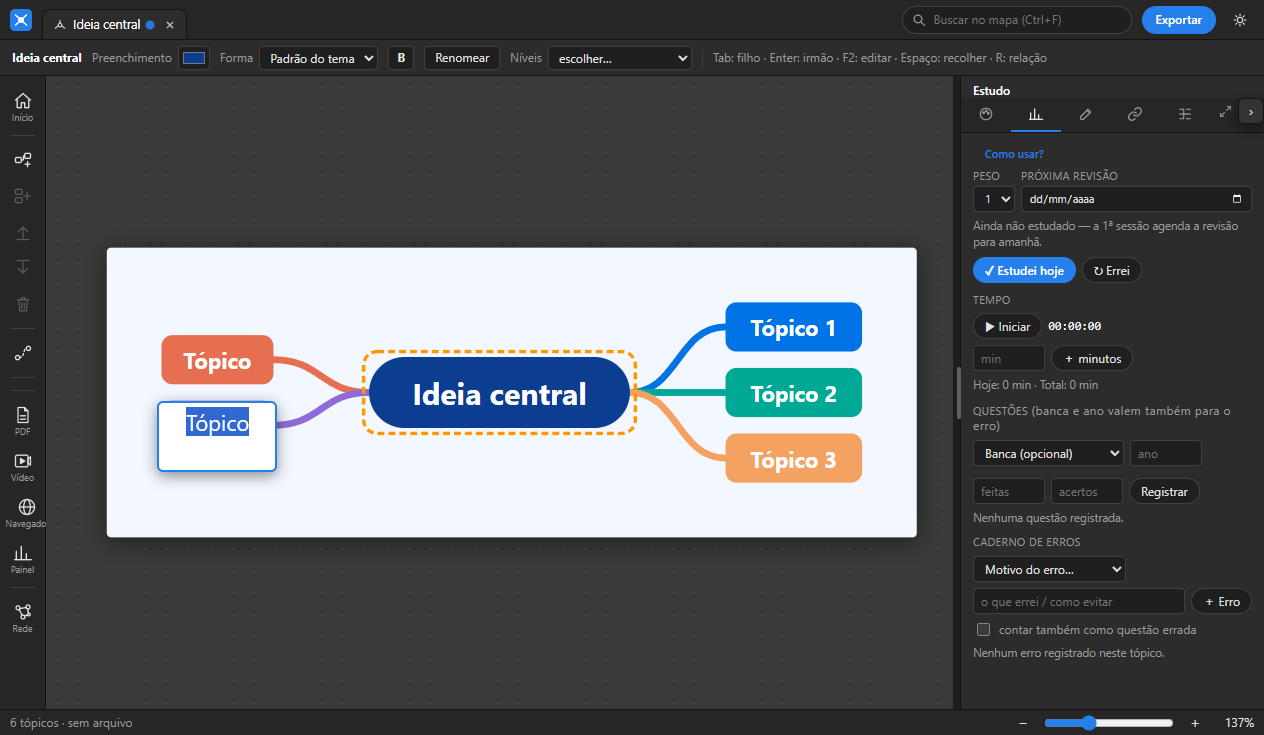 Ideia central
Buscar no mapa (Ctrl+F)
Exportar
Ideia central
Preenchimento
Forma
Padrão do tema
B
Renomear
Níveis
escolher...
Tab: filho · Enter: irmão · F2: editar · Espaço: recolher · R: relação
Início
PDF
Vídeo
Navegado
Painel
Rede
Tópico
Tópico
Ideia central
Tópico 1
Tópico 2
Tópico 3
Estudo
Como usar?
PESO
PRÓXIMA REVISÃO
1
dd/mm/aaaa
Ainda não estudado — a 1ª sessão agenda a revisão
para amanhã.
✓ Estudei hoje
↻ Errei
TEMPO
▶ Iniciar
00:00:00
min
+ minutos
Hoje: 0 min · Total: 0 min
QUESTÕES (banca e ano valem também para o
erro)
Banca (opcional)
ano
feitas
acertos
Registrar
Nenhuma questão registrada.
CADERNO DE ERROS
Motivo do erro...
o que errei / como evitar
+ Erro
contar também como questão errada
Nenhum erro registrado neste tópico.
6 tópicos · sem arquivo
− + 137%